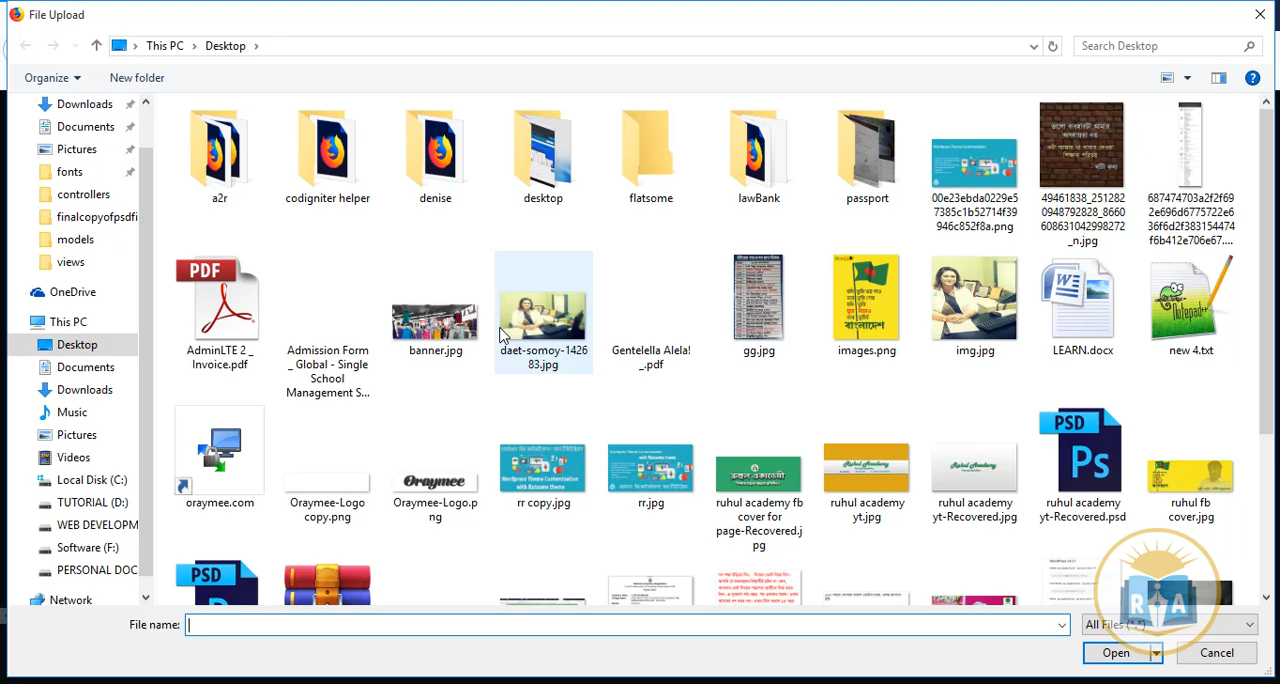 File Upload
This PC
Desktop
Search Desktop
Organize
New folder
Downloads
Documents
Pictures
fonts
controllers
finalcopyofpsdfi
models
views
OneDrive
This PC
Desktop
Documents
Downloads
Music
Pictures
Videos
Local Disk (C:)
TUTORIAL (D:)
WEB DEVELOPM
Software (F:)
PERSONAL DOC
a2r
codigniter helper
denise
desktop
flatsome
lawBank
passport
00e23ebda0229e5
7385c1b52714f39
946c852f8a.png
49461838_251282
0948792828_8660
608631042998272
_n.jpg
687474703a2f2f69
2e696d6775722e6
36f6d2f383154474
f6b412e706e67....
PDF
AdminLTE 2 _
Invoice.pdf
Admission Form
_ Global - Single
School
Management S...
banner.jpg
daet-somoy-1426
83.jpg
Gentelella Alela!
_.pdf
gg.jpg
বাংলাদেশ
images.png
img.jpg
LEARN.docx
Notepad++
new 4.txt
oraymee.com
Oraymee-Logo
copy.png
Oraymee
Oraymee-Logo.p
ng
rr copy.jpg
rr.jpg
ruhul academy fb
cover for
page-Recovered.j
pg
Ruhul Academy
ruhul academy
yt.jpg
Ruhul Academy
ruhul academy
yt-Recovered.jpg
PSD
Ps
ruhul academy
yt-Recovered.psd
ruhul fb
cover.jpg
PSD
File name:
All Files (*.*)
Open
Cancel
R A